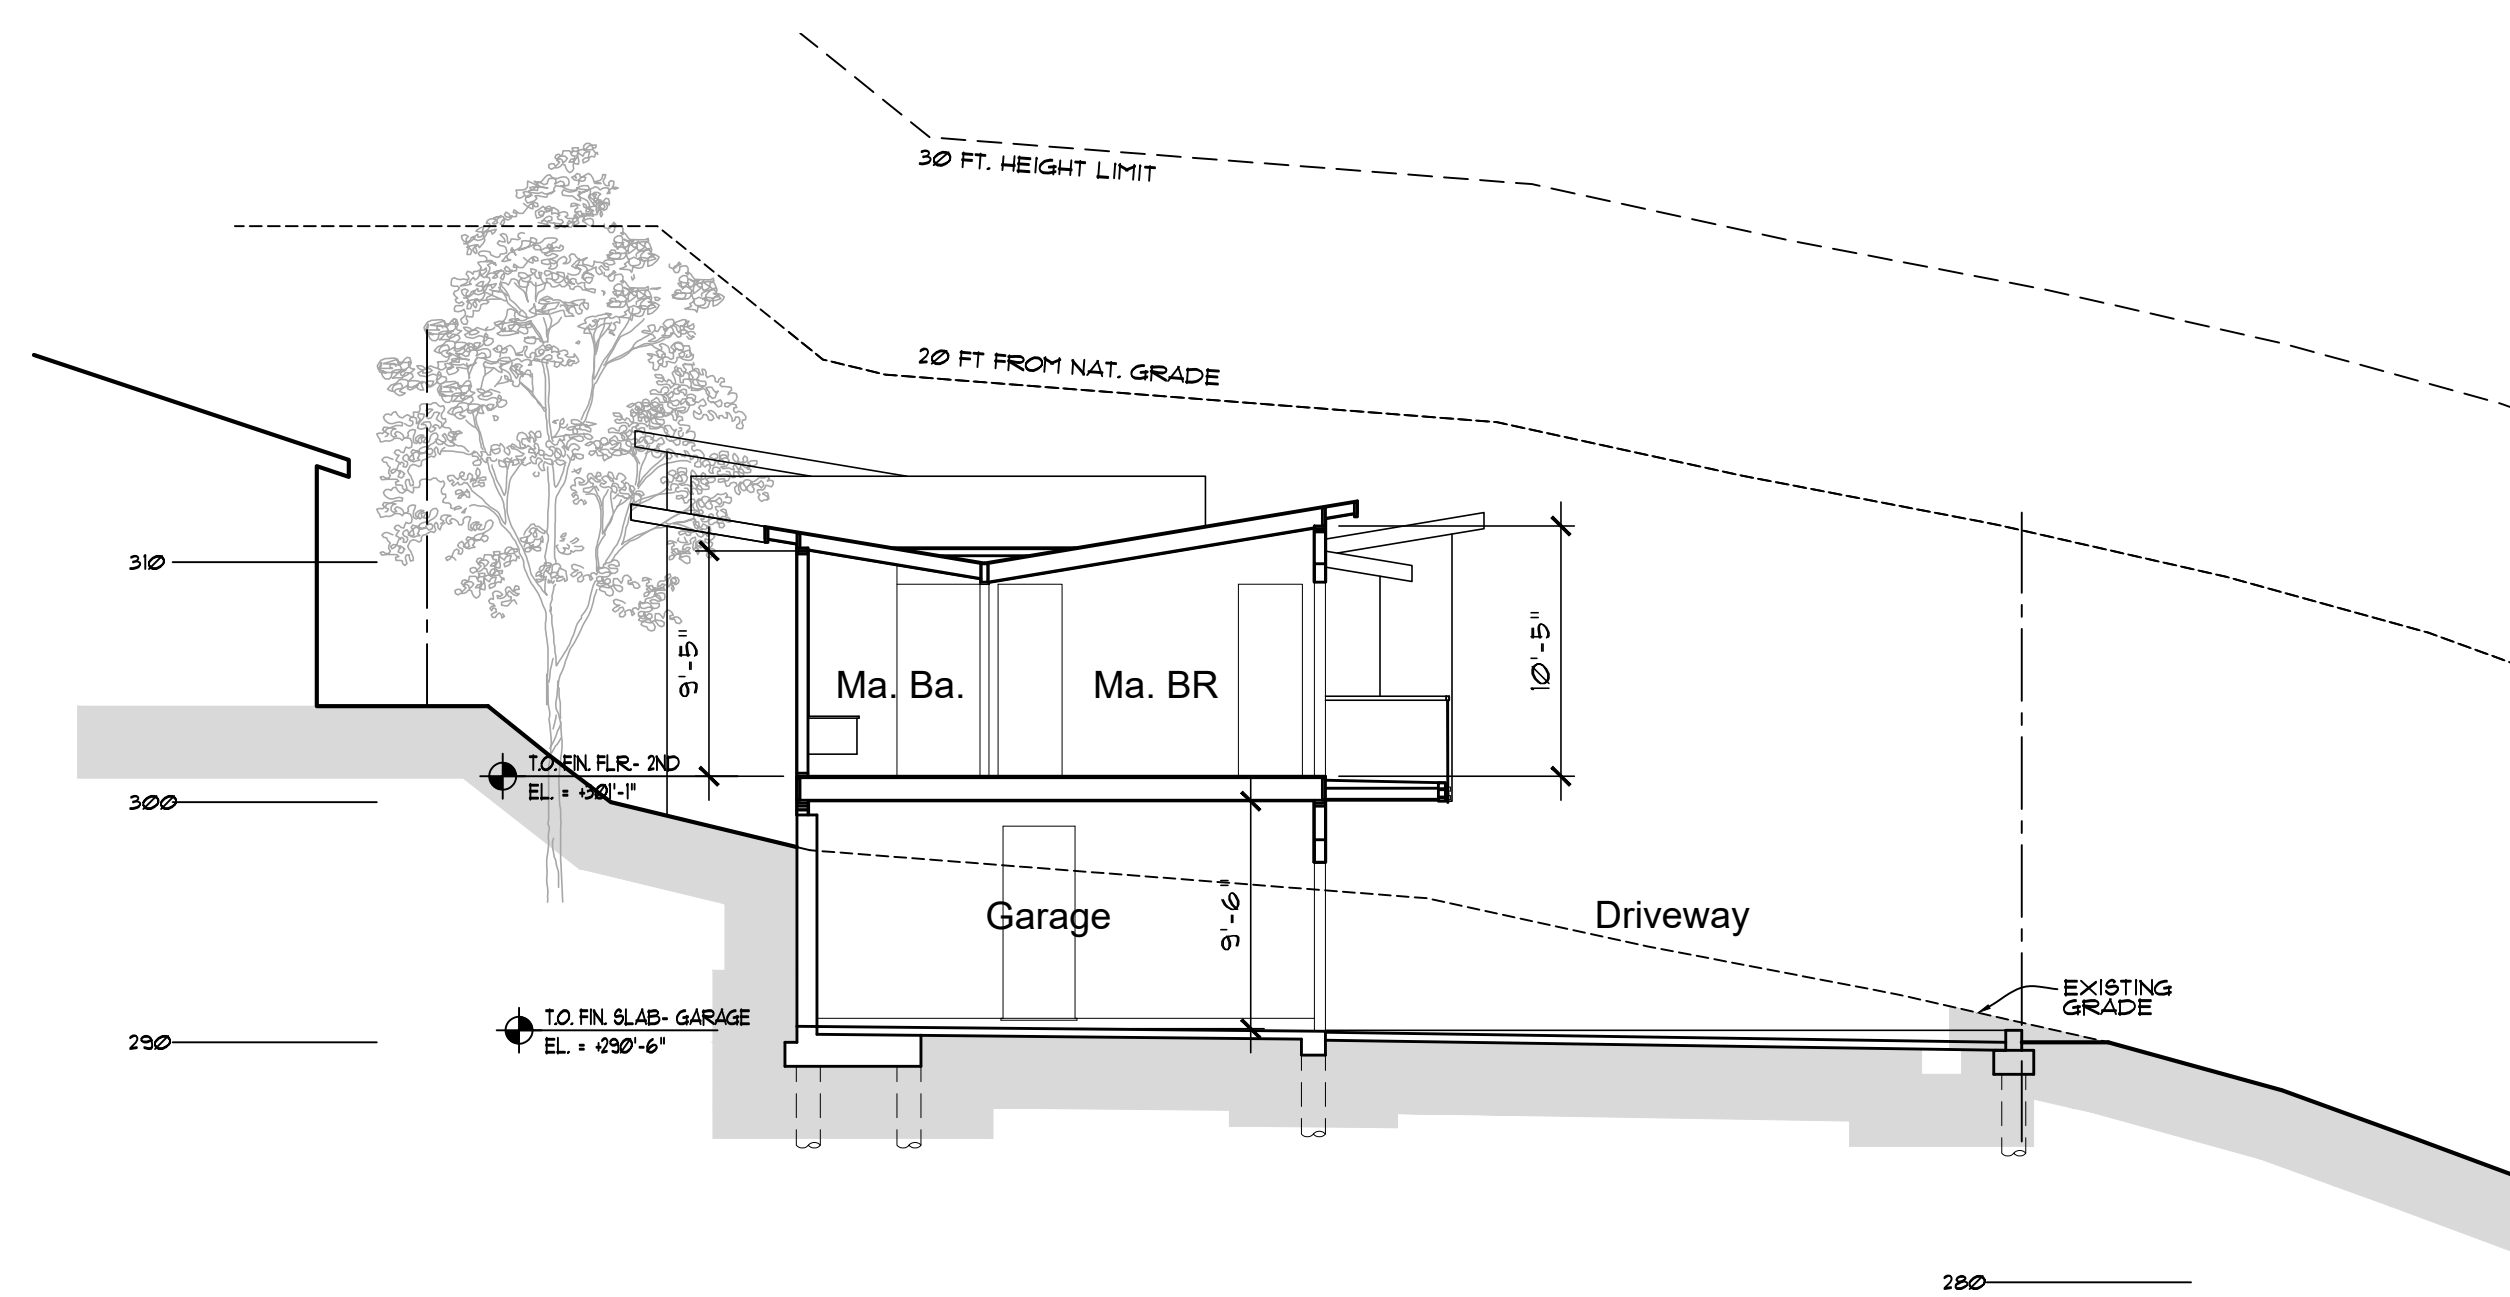 30 FT. HEIGHT LIMIT
20 FT FROM NAT. GRADE
310
9'-5"
10'-5"
Ma. Ba.
Ma. BR
T.O. FIN. FLR.- 2ND
EL. = +301'-1"
300
9'-6"
Garage
Driveway
EXISTING
GRADE
T.O. FIN. SLAB- GARAGE
EL. = +290'-6"
290
280